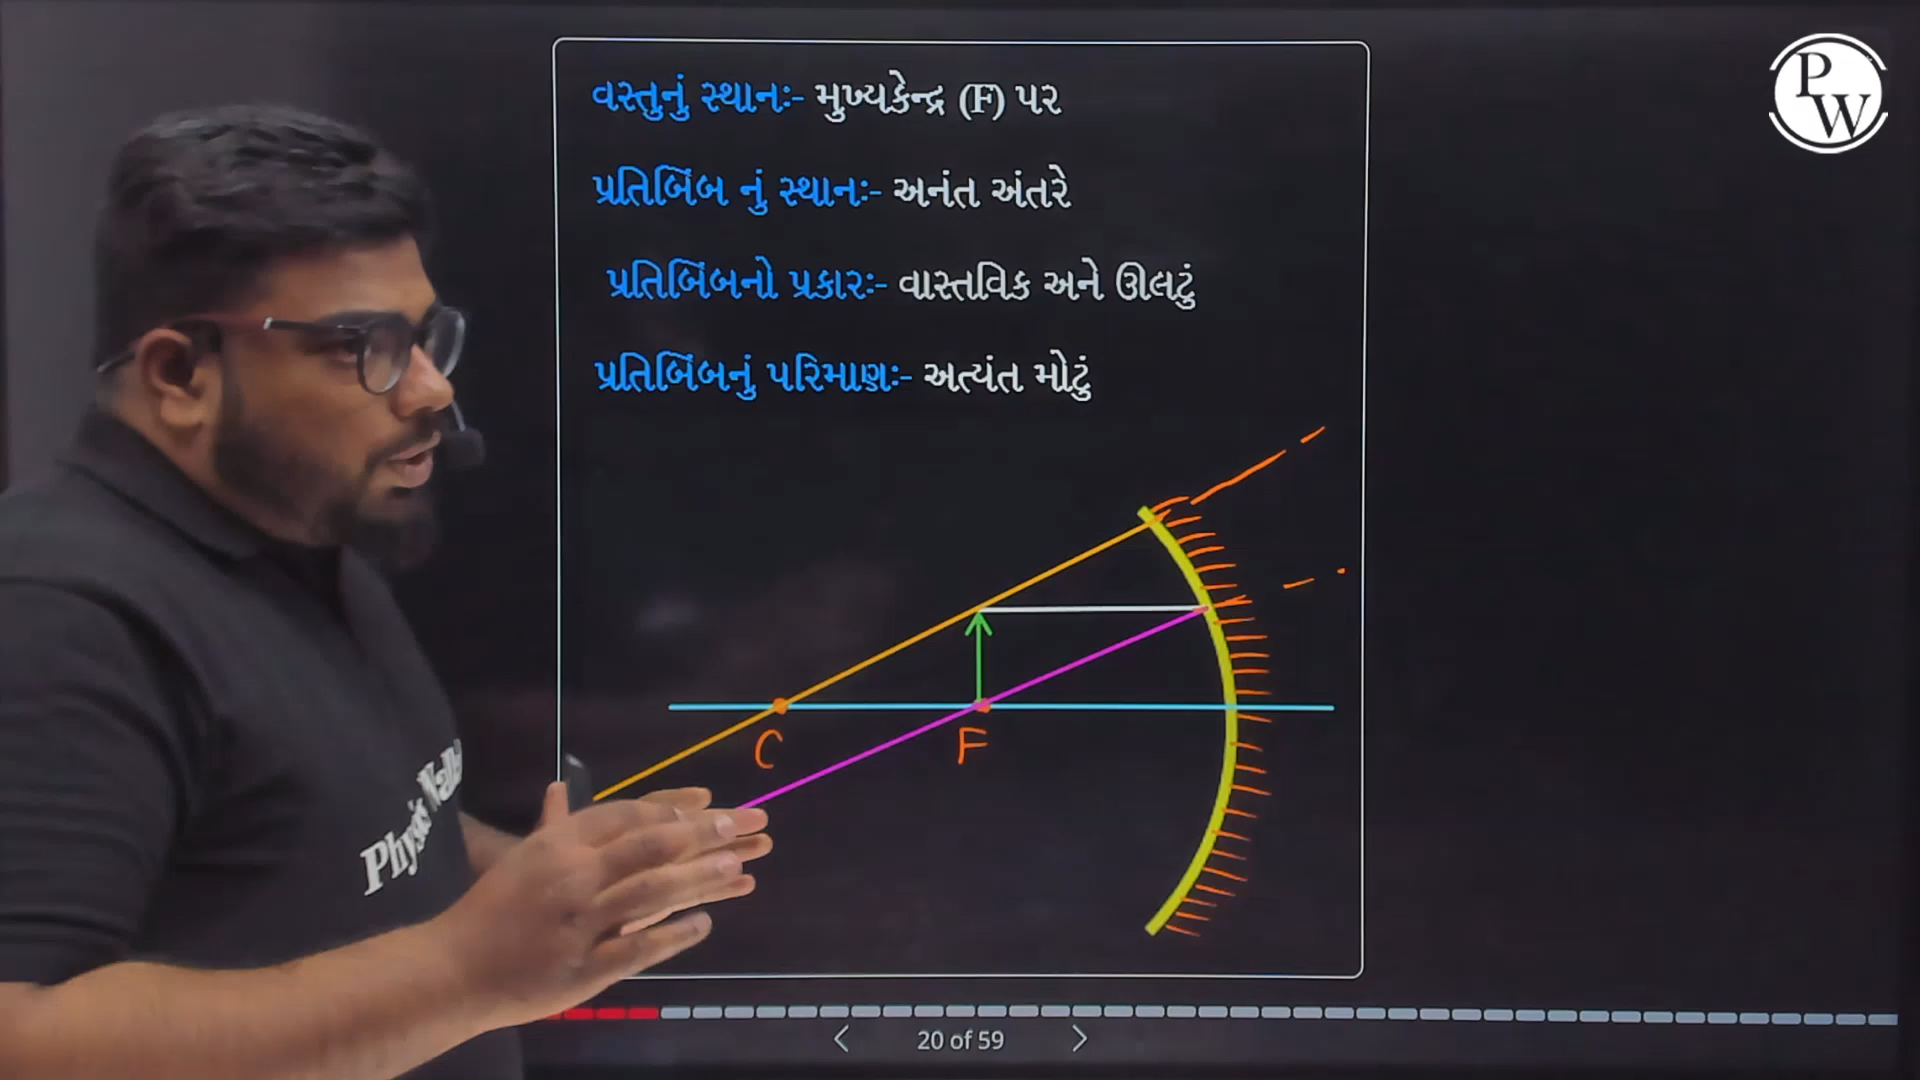 વસ્તુનું સ્થાનઃ- મુખ્યકેન્દ્ર (F) પર
PW
પ્રતિબિંબ નું સ્થાનઃ- અનંત અંતરે
પ્રતિબિંબનો પ્રકારઃ- વાસ્તવિક અને ઊલટું
પ્રતિબિંબનું પરિમાણઃ- અત્યંત મોટું
C F
Physics
20 of 59